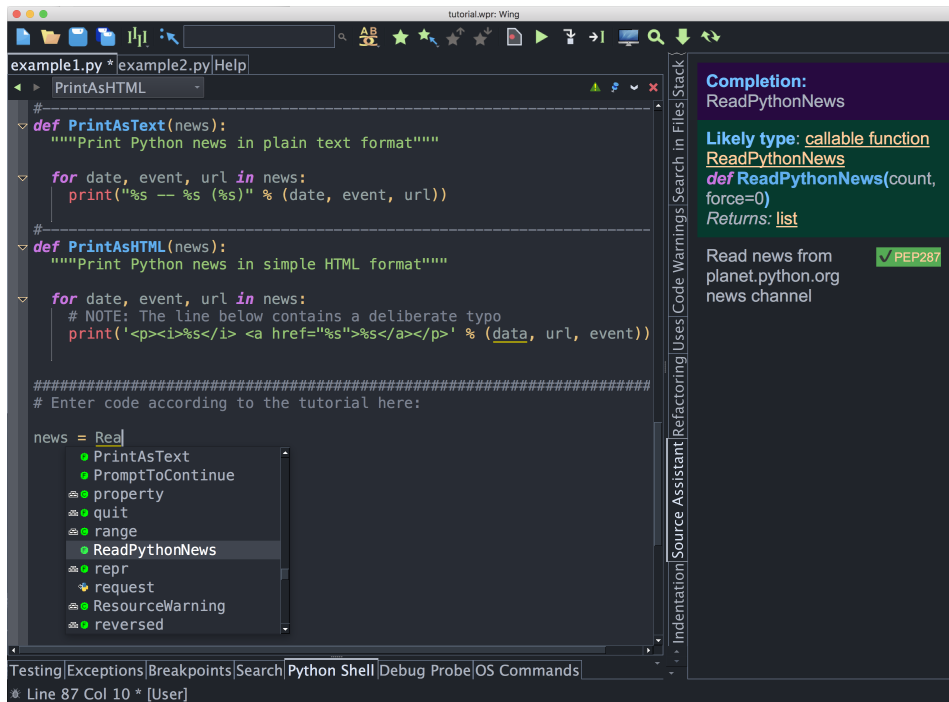 tutorial.wpr: Wing
AB
example1.py * example2.py Help
PrintAsHTML
#----------------------------------------------------------------------
def PrintAsText(news):
"""Print Python news in plain text format"""
for date, event, url in news:
print("%s -- %s (%s)" % (date, event, url))
#----------------------------------------------------------------------
def PrintAsHTML(news):
"""Print Python news in simple HTML format"""
for date, event, url in news:
# NOTE: The line below contains a deliberate typo
print('<p><i>%s</i> <a href="%s">%s</a></p>' % (data, url, event))
#######################################################################
# Enter code according to the tutorial here:
news = Rea
PrintAsText
PromptToContinue
property
quit
range
ReadPythonNews
repr
request
ResourceWarning
reversed
Testing Exceptions Breakpoints Search Python Shell Debug Probe OS Commands
Line 87 Col 10 * [User]
Stack
Search in Files
Code Warnings
Uses
Refactoring
Source Assistant
Indentation
Completion:
ReadPythonNews
Likely type: callable function
ReadPythonNews
def ReadPythonNews(count,
force=0)
Returns: list
Read news from
planet.python.org
news channel
✓PEP287